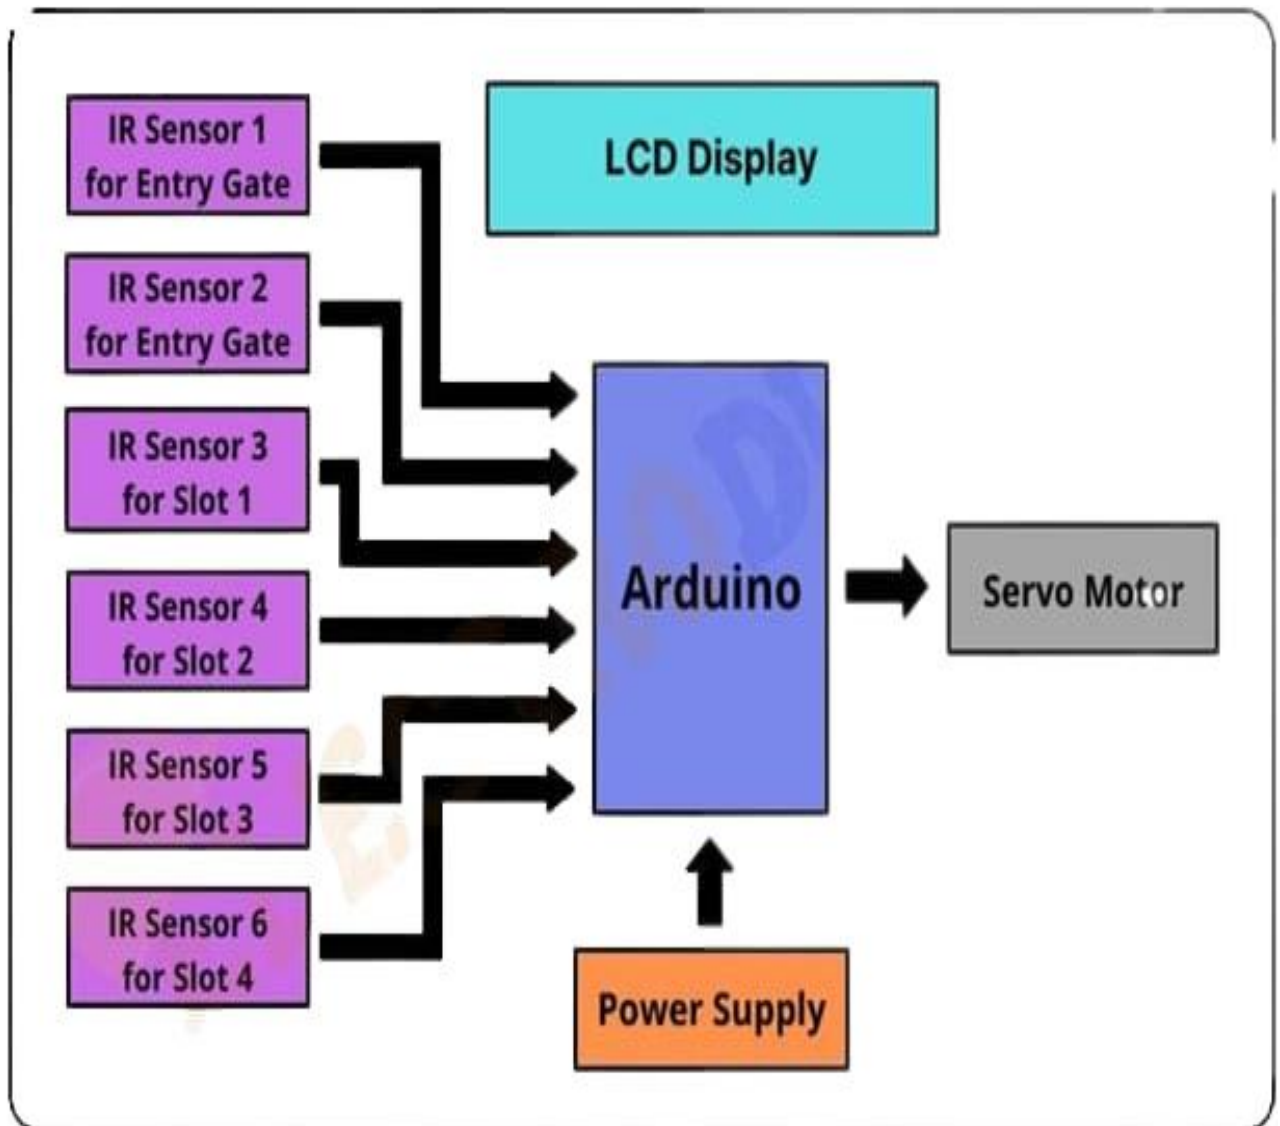 IR Sensor 1
for Entry Gate
LCD Display
IR Sensor 2
for Entry Gate
IR Sensor 3
for Slot 1
Arduino
Servo Motor
IR Sensor 4
for Slot 2
IR Sensor 5
for Slot 3
IR Sensor 6
for Slot 4
Power Supply